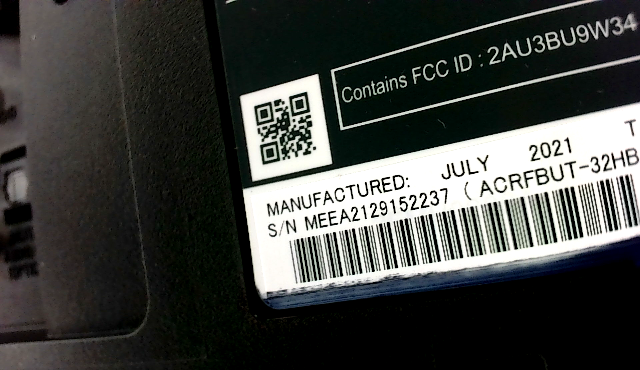 Contains FCC ID : 2AU3BU9W34
MANUFACTURED: JULY 2021 T
S/N MEEA2129152237 ( ACRFBUT-32HB